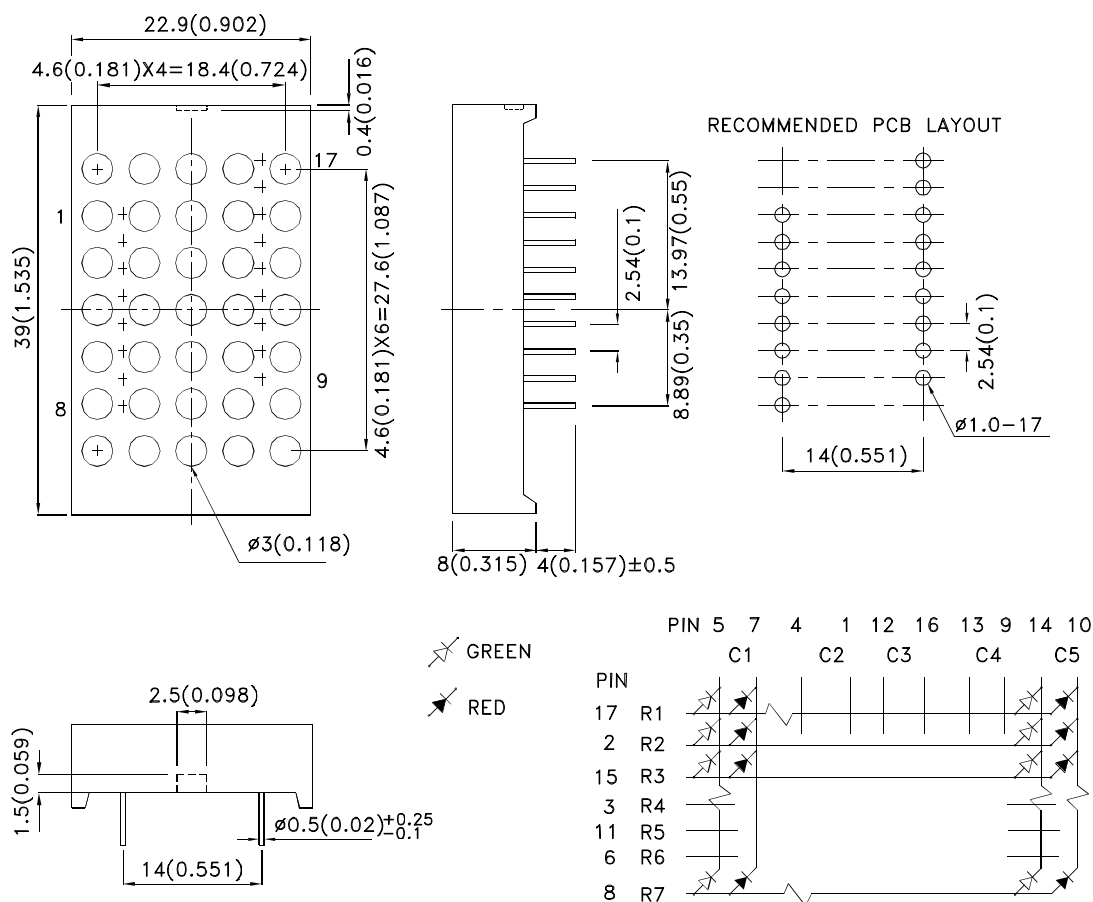 22.9(0.902)
4.6(0.181)X4=18.4(0.724)
0.4(0.016)
17
1
39(1.535)
4.6(0.181)X6=27.6(1.087)
9
8
ø3(0.118)
2.54(0.1)
13.97(0.55)
8.89(0.35)
8(0.315) 4(0.157)±0.5
RECOMMENDED PCB LAYOUT
2.54(0.1)
ø1.0-17
14(0.551)
2.5(0.098)
1.5(0.059)
ø0.5(0.02)+0.25
-0.1
14(0.551)
GREEN
RED
PIN 5 7 4 1 12 16 13 9 14 10
C1 C2 C3 C4 C5
PIN
17 R1
2 R2
15 R3
3 R4
11 R5
6 R6
8 R7